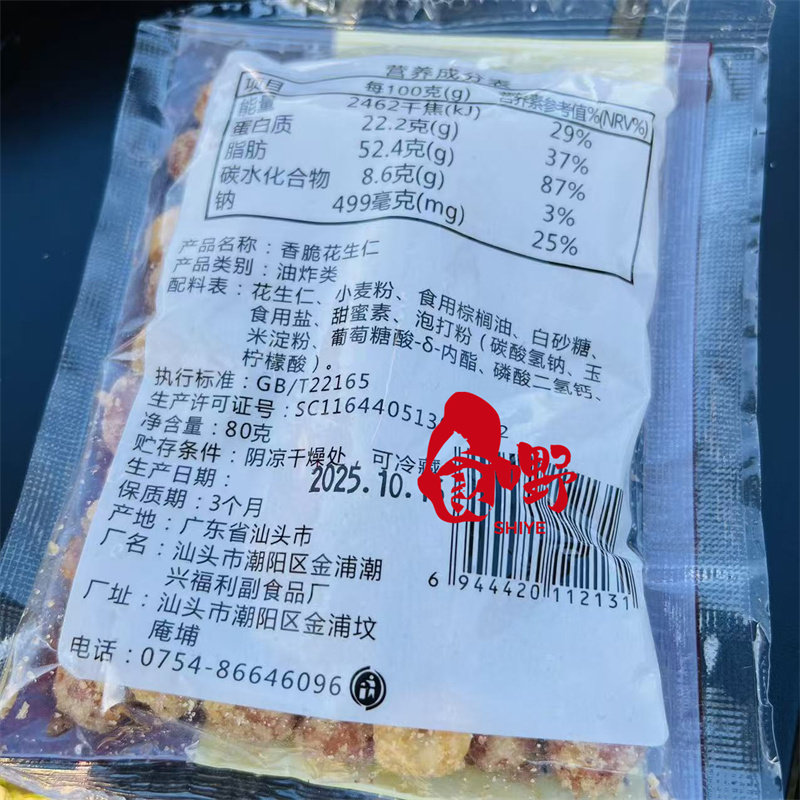 营养成分表
项目 每100克(g) 营养素参考值%(NRV%)
能量 2462千焦(kJ) 29%
蛋白质 22.2克(g) 37%
脂肪 52.4克(g) 87%
碳水化合物 8.6克(g) 3%
钠 499毫克(mg) 25%
产品名称：香脆花生仁
产品类别：油炸类
配料表：花生仁、小麦粉、食用棕榈油、白砂糖、
食用盐、甜蜜素、泡打粉（碳酸氢钠、玉
米淀粉、葡萄糖酸-δ-内酯、磷酸二氢钙、
柠檬酸）。
执行标准：GB/T22165
生产许可证号：SC116440513
净含量：80克
贮存条件：阴凉干燥处，可冷藏
生产日期：2025.10.1
保质期：3个月
产地：广东省汕头市
厂名：汕头市潮阳区金浦潮
兴福利副食品厂
厂址：汕头市潮阳区金浦坟
庵埔
电话：0754-86646096
食野
SHIYE
6 944420 112131